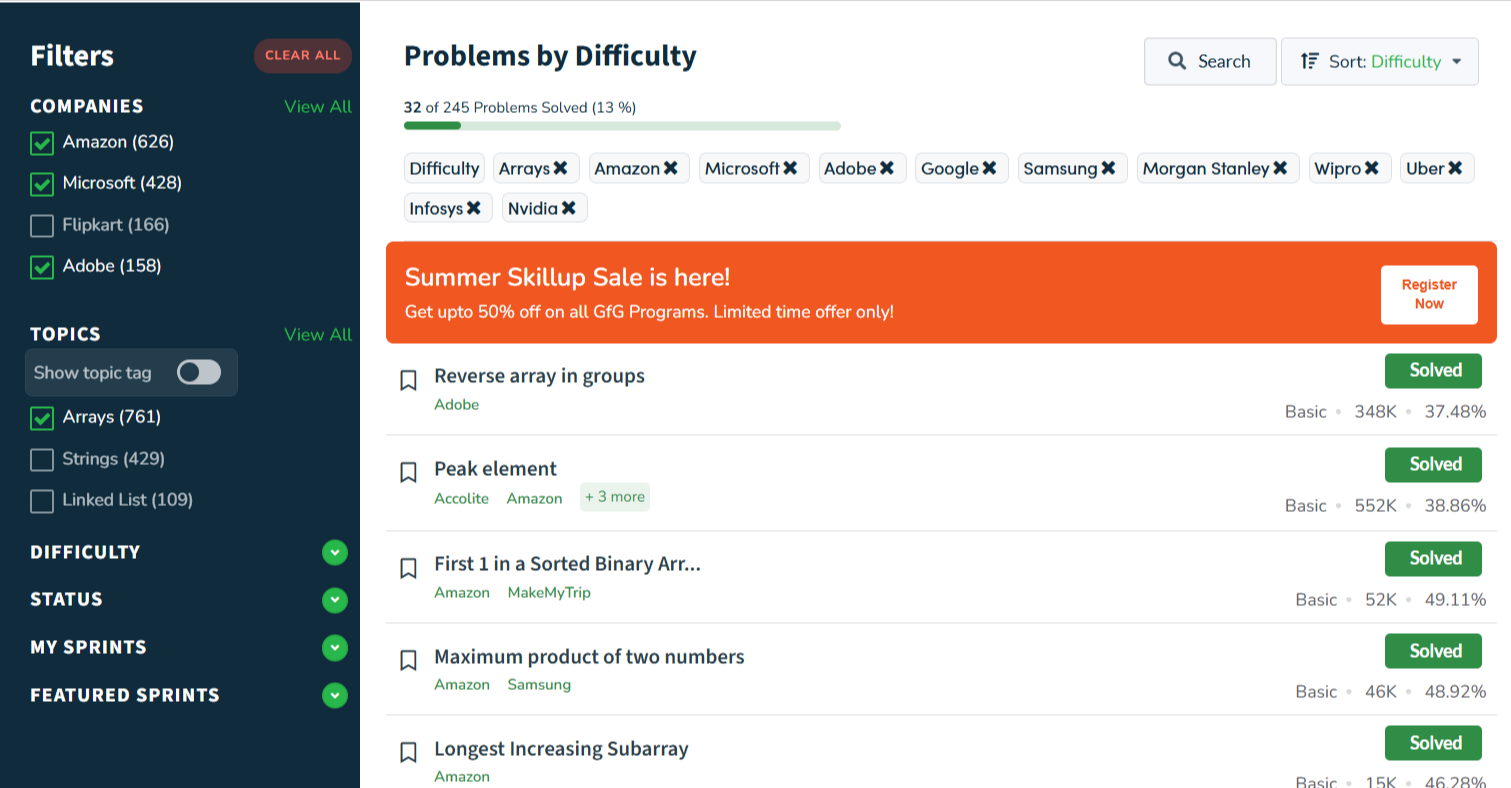 Filters
CLEAR ALL
COMPANIES
View All
Amazon (626)
Microsoft (428)
Flipkart (166)
Adobe (158)
TOPICS
View All
Show topic tag
Arrays (761)
Strings (429)
Linked List (109)
DIFFICULTY
STATUS
MY SPRINTS
FEATURED SPRINTS
Problems by Difficulty
Search
Sort: Difficulty
32 of 245 Problems Solved (13 %)
Difficulty Arrays Amazon Microsoft Adobe Google Samsung Morgan Stanley Wipro Uber
Infosys Nvidia
Summer Skillup Sale is here!
Get upto 50% off on all GfG Programs. Limited time offer only!
Register
Now
Reverse array in groups
Adobe
Solved
Basic • 348K • 37.48%
Peak element
Accolite Amazon + 3 more
Solved
Basic • 552K • 38.86%
First 1 in a Sorted Binary Arr...
Amazon MakeMyTrip
Solved
Basic • 52K • 49.11%
Maximum product of two numbers
Amazon Samsung
Solved
Basic • 46K • 48.92%
Longest Increasing Subarray
Amazon
Solved
Basic • 15K • 46.28%